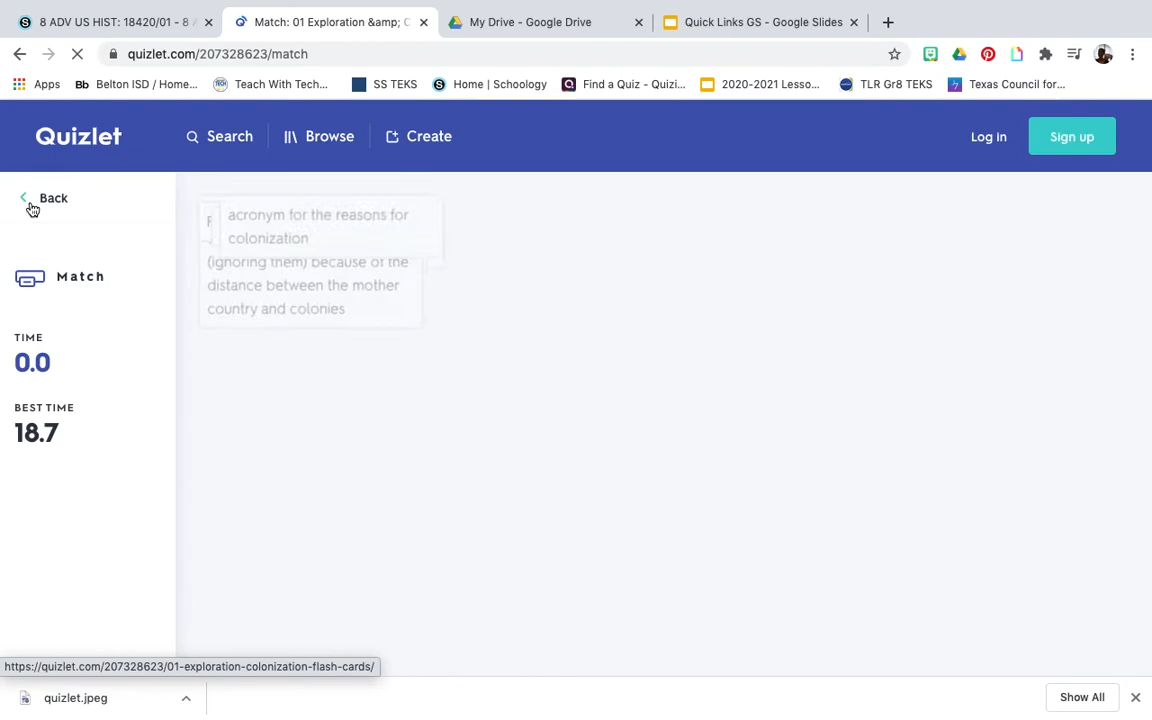 8 ADV US HIST: 18420/01 - 8 A
Match: 01 Exploration &amp; C
My Drive - Google Drive
Quick Links GS - Google Slides
quizlet.com/207328623/match
Apps
Bb Belton ISD / Home...
Teach With Tech...
SS TEKS
Home | Schoology
Find a Quiz - Quizi...
2020-2021 Lesso...
TLR Gr8 TEKS
Texas Council for...
Quizlet
Search
Browse
Create
Log in
Sign up
Back
Match
TIME
0.0
BEST TIME
18.7
acronym for the reasons for
colonization
(ignoring them) because of the
distance between the mother
country and colonies
https://quizlet.com/207328623/01-exploration-colonization-flash-cards/
quizlet.jpeg
Show All